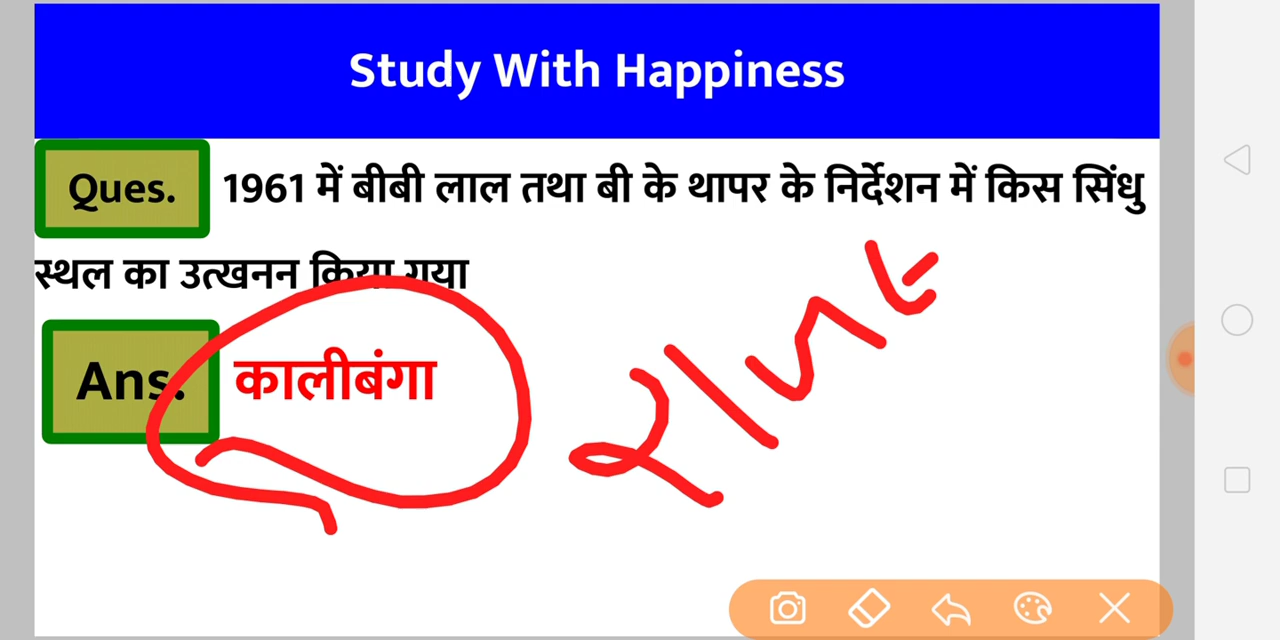 Study With Happiness
Ques. 1961 में बीबी लाल तथा बी के थापर के निर्देशन में किस सिंधु
स्थल का उत्खनन किया गया
Ans. कालीबंगा